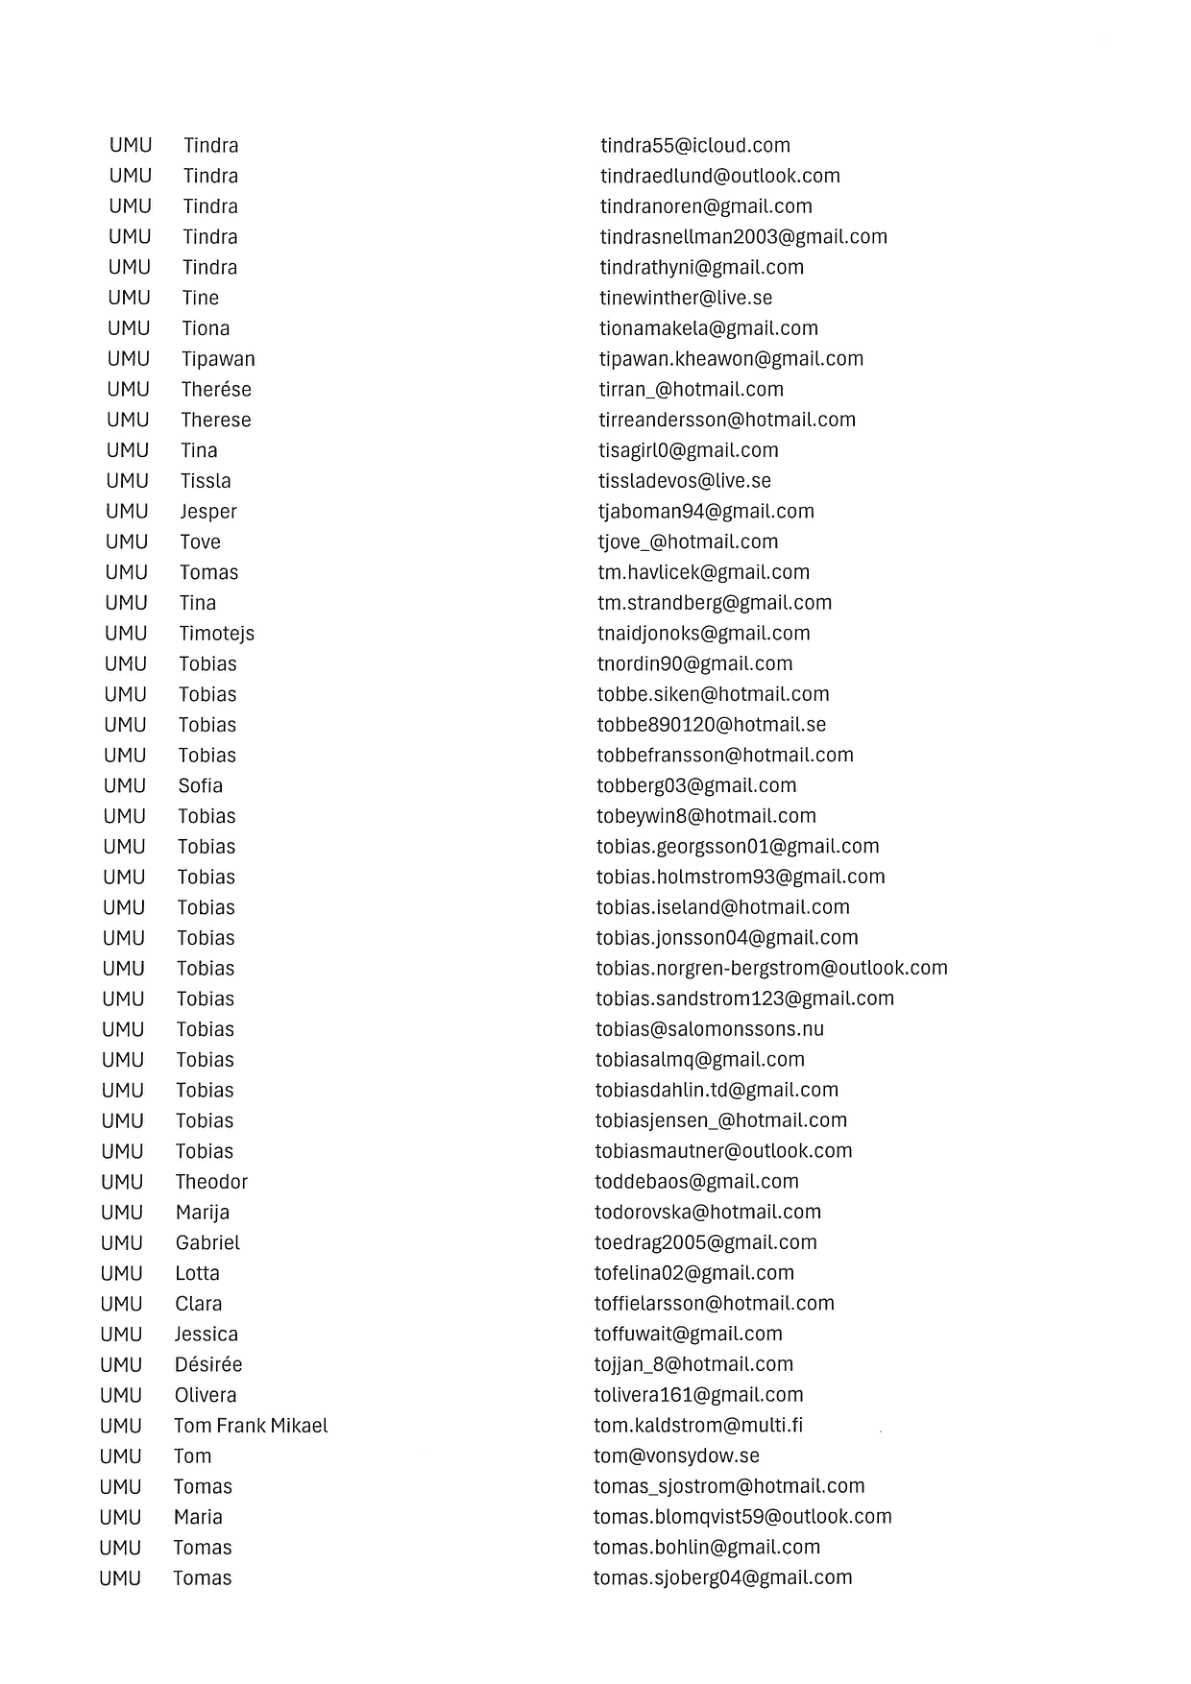 UMU Tindra tindra55@icloud.com
UMU Tindra tindraedlund@outlook.com
UMU Tindra tindranoren@gmail.com
UMU Tindra tindrasnellman2003@gmail.com
UMU Tindra tindrathyni@gmail.com
UMU Tine tinewinther@live.se
UMU Tiona tionamakela@gmail.com
UMU Tipawan tipawan.kheawon@gmail.com
UMU Therése tirran_@hotmail.com
UMU Therese tirreandersson@hotmail.com
UMU Tina tisagirl0@gmail.com
UMU Tissla tissladevos@live.se
UMU Jesper tjaboman94@gmail.com
UMU Tove tjove_@hotmail.com
UMU Tomas tm.havlicek@gmail.com
UMU Tina tm.strandberg@gmail.com
UMU Timotejs tnaidjonoks@gmail.com
UMU Tobias tnordin90@gmail.com
UMU Tobias tobbe.siken@hotmail.com
UMU Tobias tobbe890120@hotmail.se
UMU Tobias tobbefransson@hotmail.com
UMU Sofia tobberg03@gmail.com
UMU Tobias tobeywin8@hotmail.com
UMU Tobias tobias.georgsson01@gmail.com
UMU Tobias tobias.holmstrom93@gmail.com
UMU Tobias tobias.iseland@hotmail.com
UMU Tobias tobias.jonsson04@gmail.com
UMU Tobias tobias.norgren-bergstrom@outlook.com
UMU Tobias tobias.sandstrom123@gmail.com
UMU Tobias tobias@salomonssons.nu
UMU Tobias tobiasalmq@gmail.com
UMU Tobias tobiasdahlin.td@gmail.com
UMU Tobias tobiasjensen_@hotmail.com
UMU Tobias tobiasmautner@outlook.com
UMU Theodor toddebaos@gmail.com
UMU Marija todorovska@hotmail.com
UMU Gabriel toedrag2005@gmail.com
UMU Lotta tofelina02@gmail.com
UMU Clara toffielarsson@hotmail.com
UMU Jessica toffuwait@gmail.com
UMU Désirée tojjan_8@hotmail.com
UMU Olivera tolivera161@gmail.com
UMU Tom Frank Mikael tom.kaldstrom@multi.fi
UMU Tom tom@vonsydow.se
UMU Tomas tomas_sjostrom@hotmail.com
UMU Maria tomas.blomqvist59@outlook.com
UMU Tomas tomas.bohlin@gmail.com
UMU Tomas tomas.sjoberg04@gmail.com